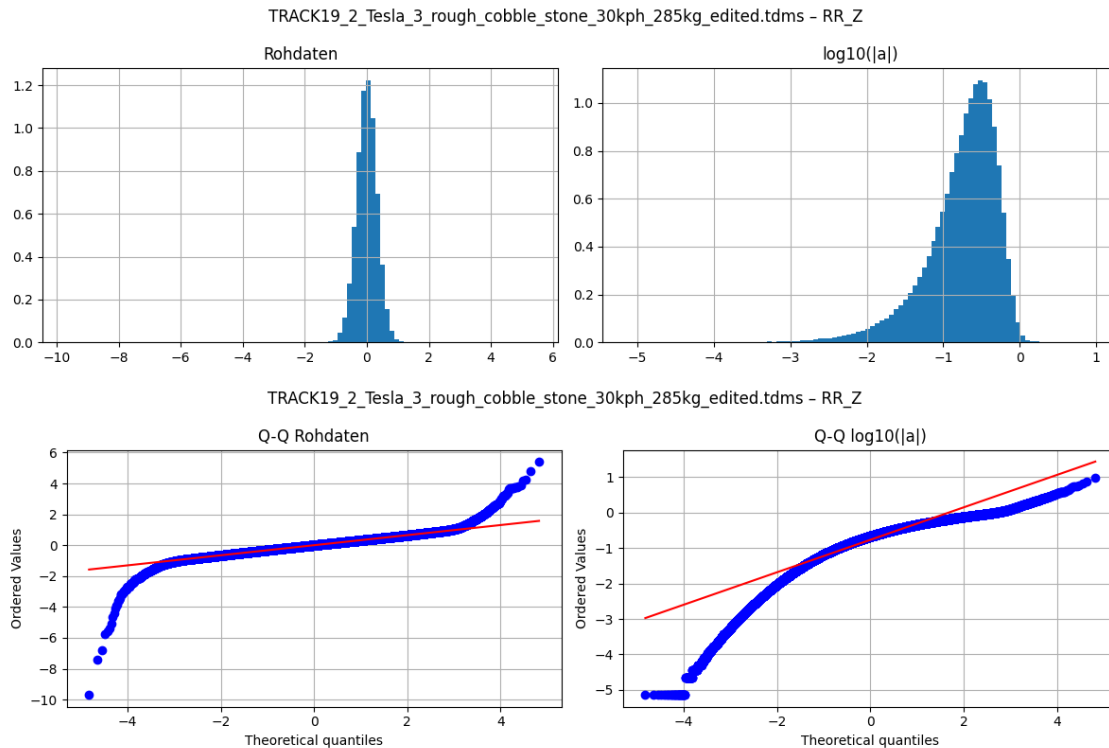 TRACK19_2_Tesla_3_rough_cobble_stone_30kph_285kg_edited.tdms – RR_Z
Rohdaten
log10(|a|)
1.2
1.0
0.8
0.6
0.4
0.2
0.0
−10 −8 −6 −4 −2 0 2 4 6
1.0
0.8
0.6
0.4
0.2
0.0
−5 −4 −3 −2 −1 0 1
TRACK19_2_Tesla_3_rough_cobble_stone_30kph_285kg_edited.tdms – RR_Z
Q-Q Rohdaten
Q-Q log10(|a|)
6
4
2
0
−2
−4
−6
−8
−10
Ordered Values
−4 −2 0 2 4
Theoretical quantiles
1
0
−1
−2
−3
−4
−5
Ordered Values
−4 −2 0 2 4
Theoretical quantiles